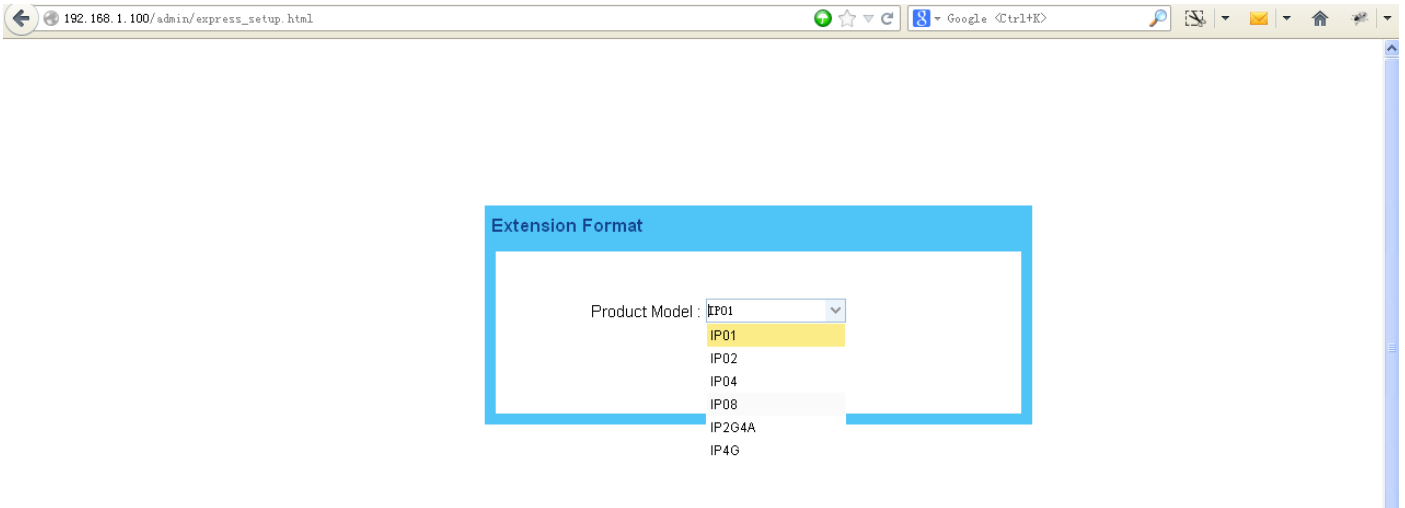 192.168.1.100/admin/express_setup.html
8 Google <Ctrl+K>
Extension Format
Product Model : IP01
IP01
IP02
IP04
IP08
IP2G4A
IP4G